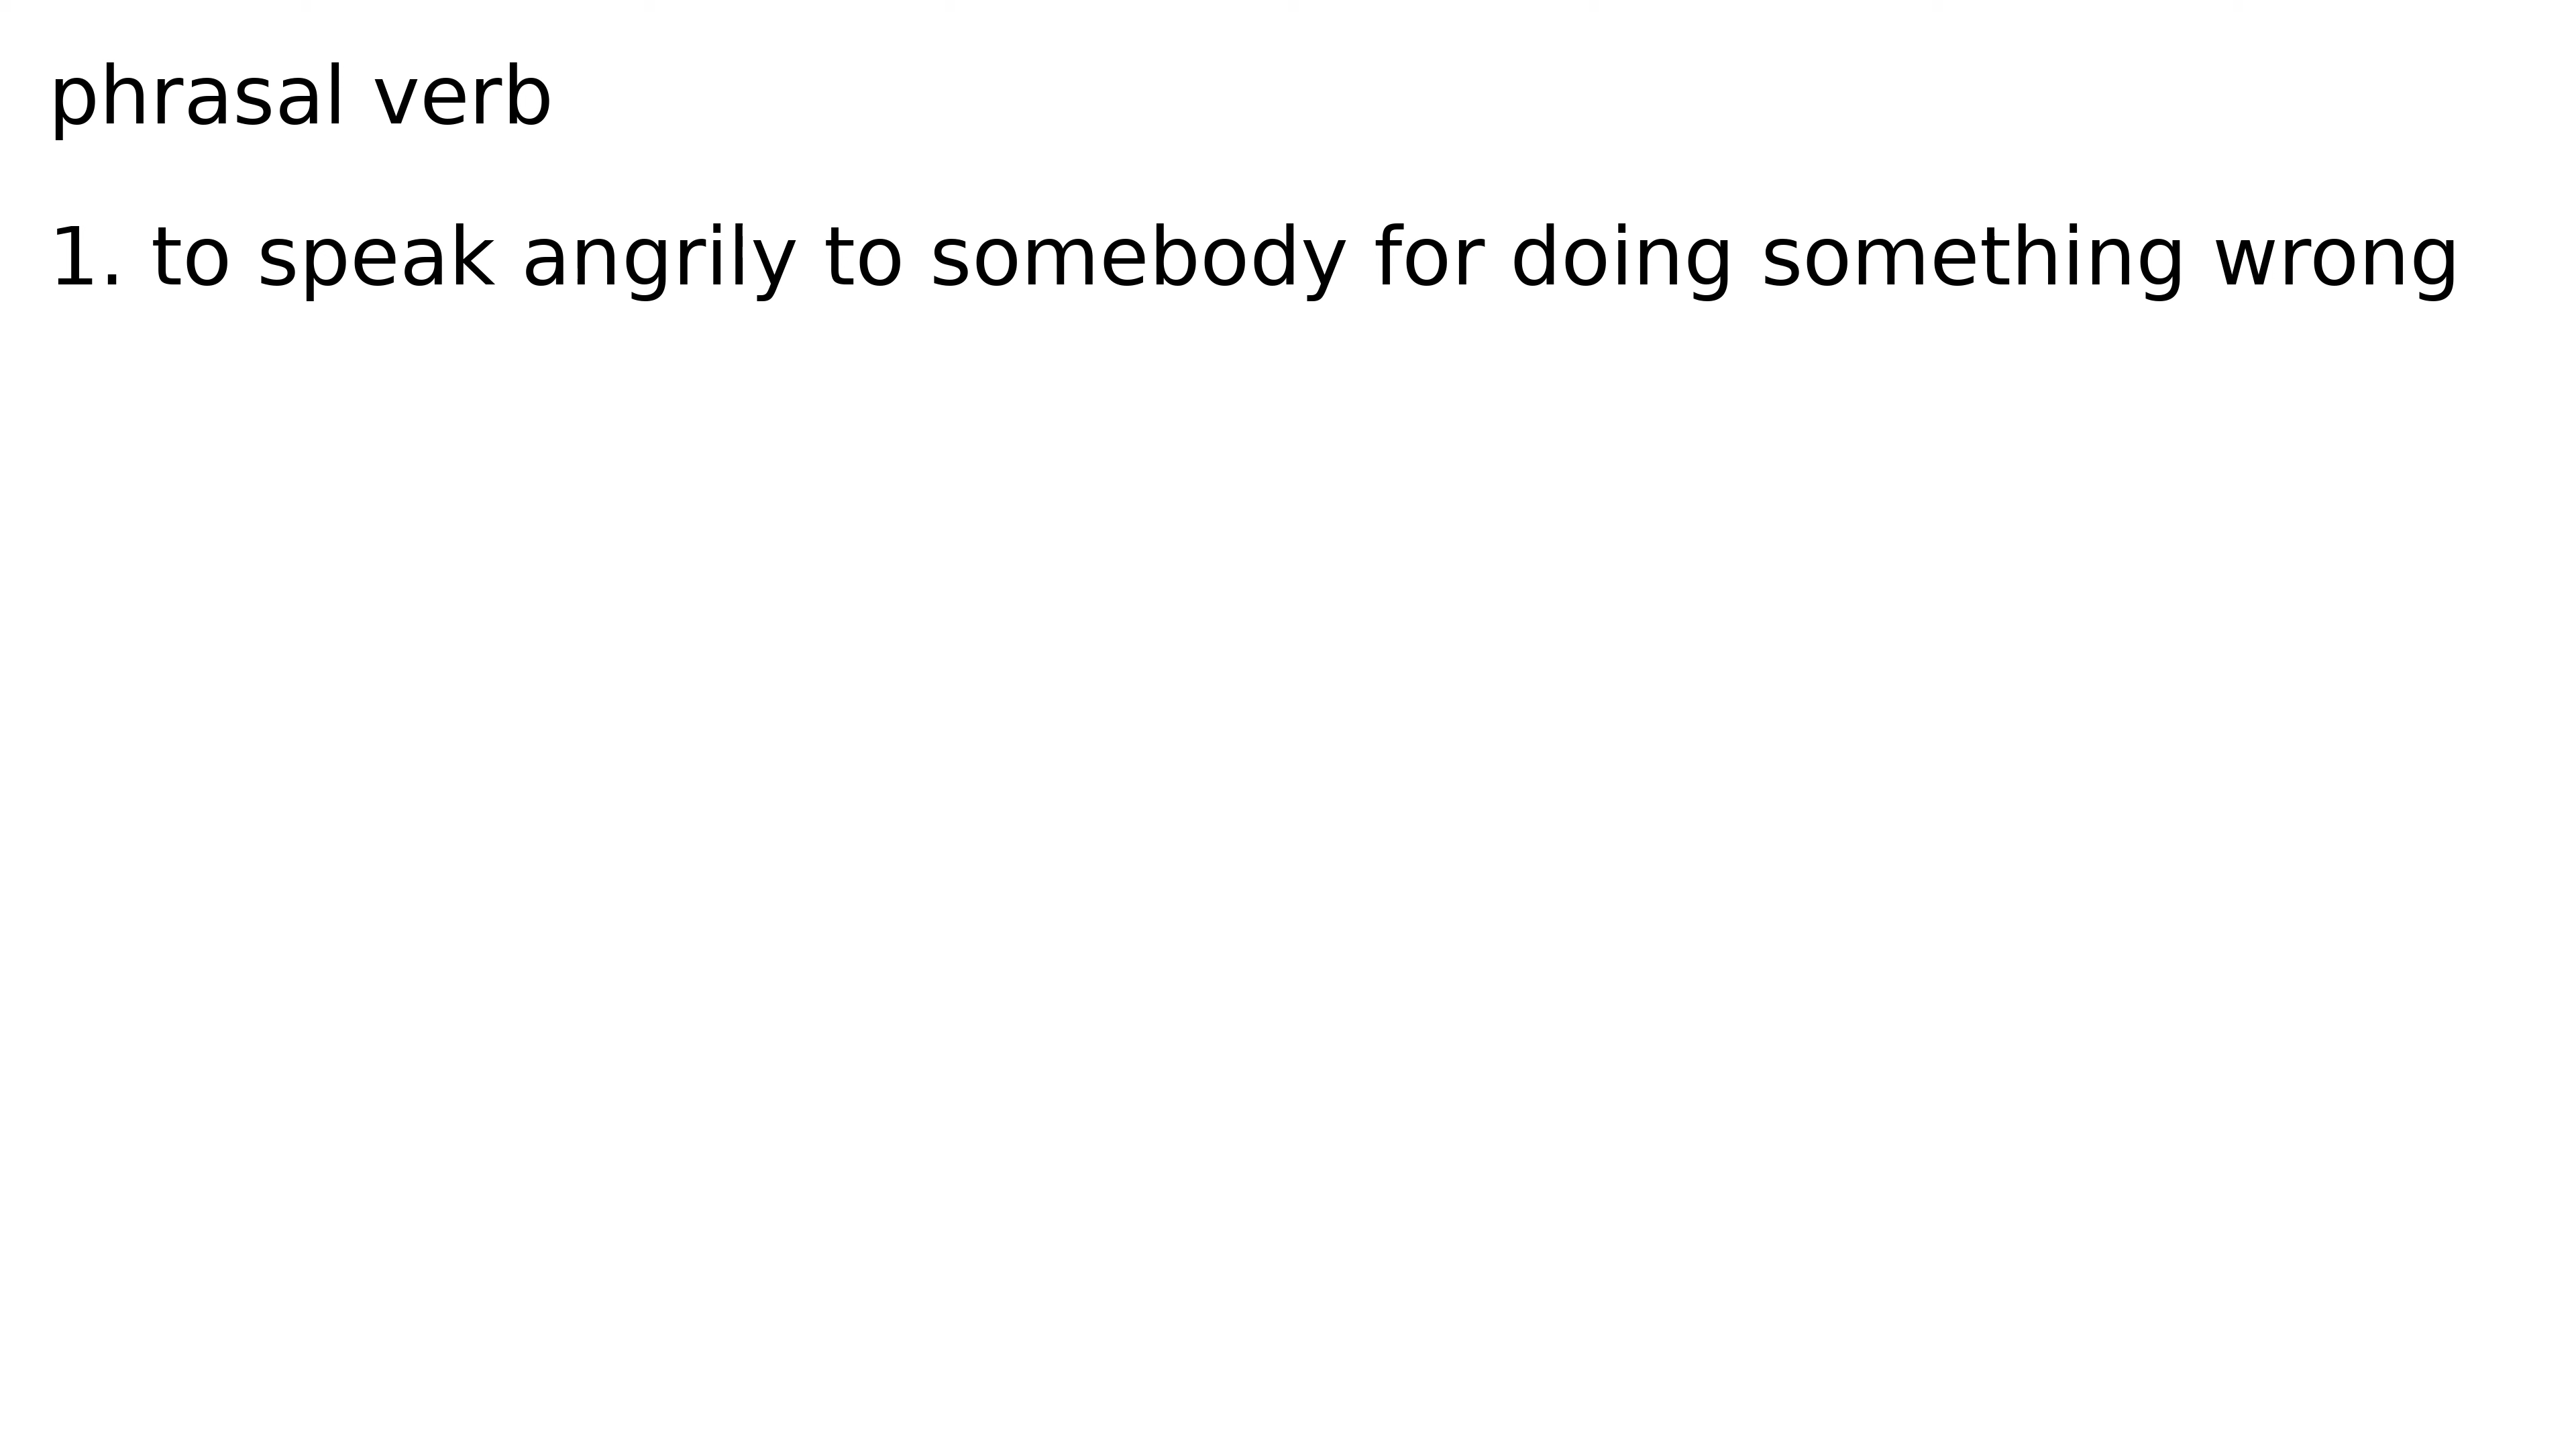 phrasal verb
1. to speak angrily to somebody for doing something wrong